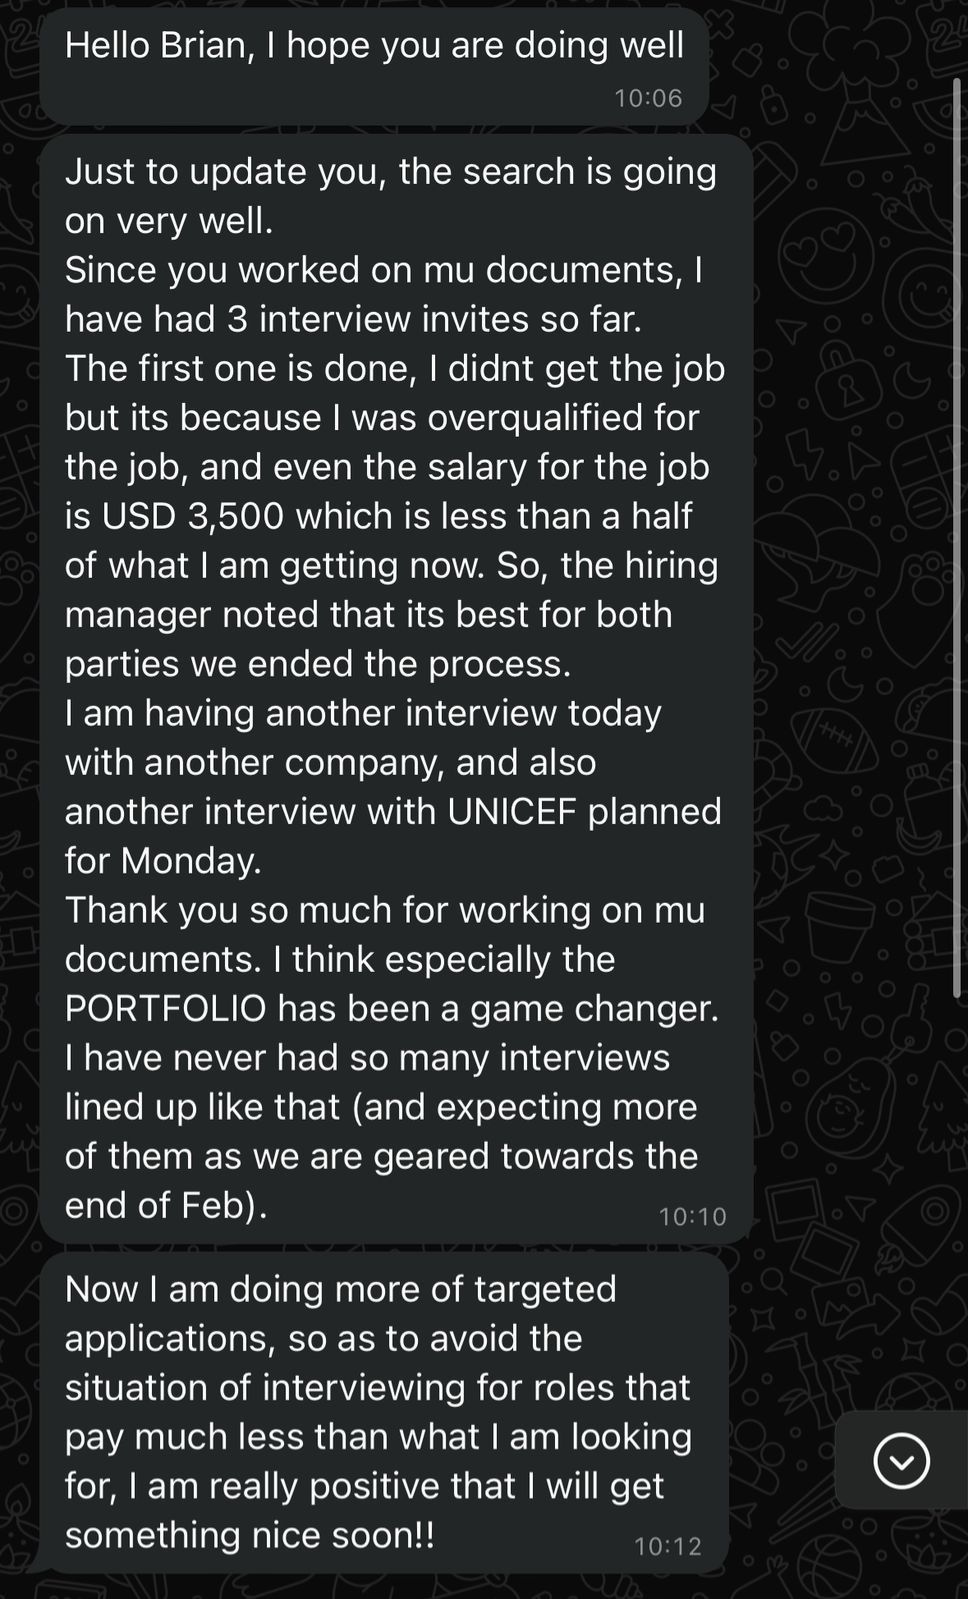 Hello Brian, I hope you are doing well
10:06
Just to update you, the search is going
on very well.
Since you worked on mu documents, I
have had 3 interview invites so far.
The first one is done, I didnt get the job
but its because I was overqualified for
the job, and even the salary for the job
is USD 3,500 which is less than a half
of what I am getting now. So, the hiring
manager noted that its best for both
parties we ended the process.
I am having another interview today
with another company, and also
another interview with UNICEF planned
for Monday.
Thank you so much for working on mu
documents. I think especially the
PORTFOLIO has been a game changer.
I have never had so many interviews
lined up like that (and expecting more
of them as we are geared towards the
end of Feb).
10:10
Now I am doing more of targeted
applications, so as to avoid the
situation of interviewing for roles that
pay much less than what I am looking
for, I am really positive that I will get
something nice soon!!
10:12